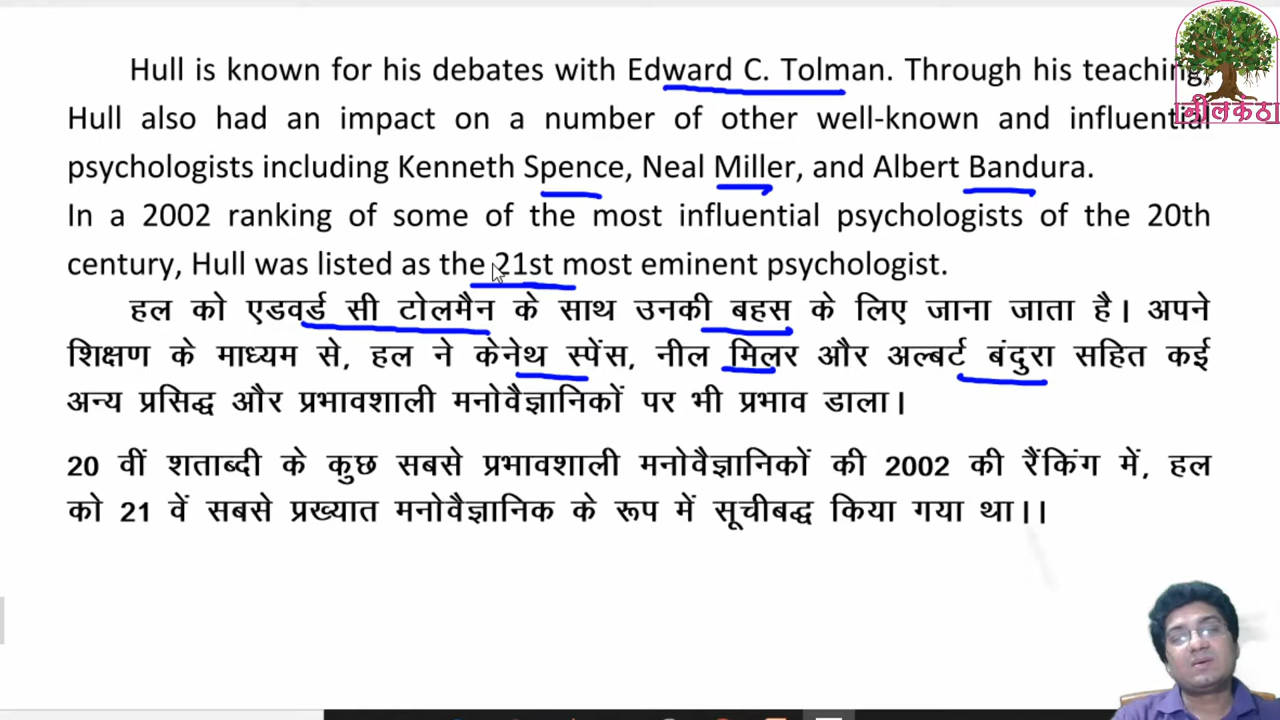 Hull is known for his debates with Edward C. Tolman. Through his teaching,
Hull also had an impact on a number of other well-known and influential
psychologists including Kenneth Spence, Neal Miller, and Albert Bandura.
In a 2002 ranking of some of the most influential psychologists of the 20th
century, Hull was listed as the 21st most eminent psychologist.
हल को एडवर्ड सी टोलमैन के साथ उनकी बहस के लिए जाना जाता है। अपने
शिक्षण के माध्यम से, हल ने केनेथ स्पेंस, नील मिलर और अल्बर्ट बंदुरा सहित कई
अन्य प्रसिद्ध और प्रभावशाली मनोवैज्ञानिकों पर भी प्रभाव डाला।
20 वीं शताब्दी के कुछ सबसे प्रभावशाली मनोवैज्ञानिकों की 2002 की रैंकिंग में, हल
को 21 वें सबसे प्रख्यात मनोवैज्ञानिक के रूप में सूचीबद्ध किया गया था।।
नीलकंठा